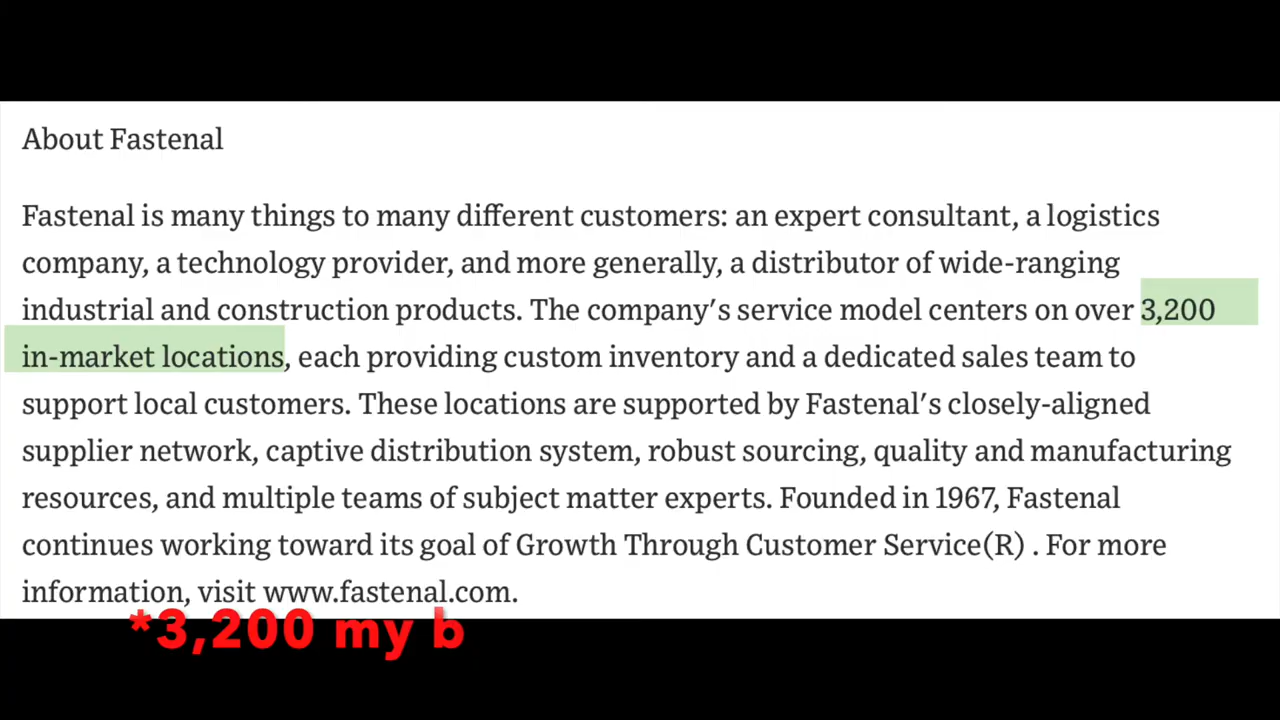 About Fastenal
Fastenal is many things to many different customers: an expert consultant, a logistics
company, a technology provider, and more generally, a distributor of wide-ranging
industrial and construction products. The company's service model centers on over 3,200
in-market locations, each providing custom inventory and a dedicated sales team to
support local customers. These locations are supported by Fastenal's closely-aligned
supplier network, captive distribution system, robust sourcing, quality and manufacturing
resources, and multiple teams of subject matter experts. Founded in 1967, Fastenal
continues working toward its goal of Growth Through Customer Service(R) . For more
information, visit www.fastenal.com.
*3,200 my b